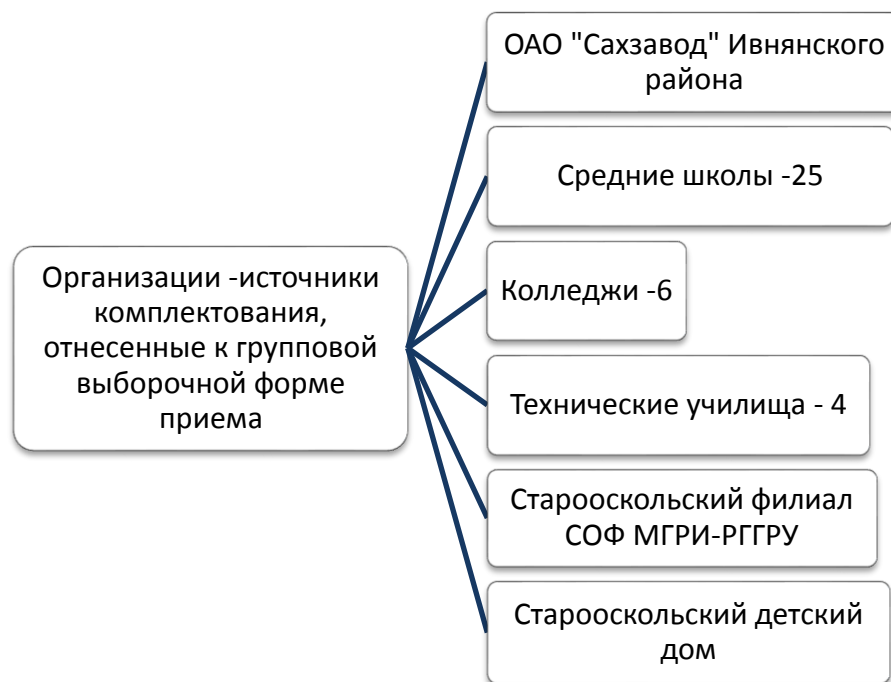 Организации -источники
комплектования,
отнесенные к групповой
выборочной форме
приема
ОАО "Сахзавод" Ивнянского
района
Средние школы -25
Колледжи -6
Технические училища - 4
Старооскольский филиал
СОФ МГРИ-РГГРУ
Старооскольский детский
дом